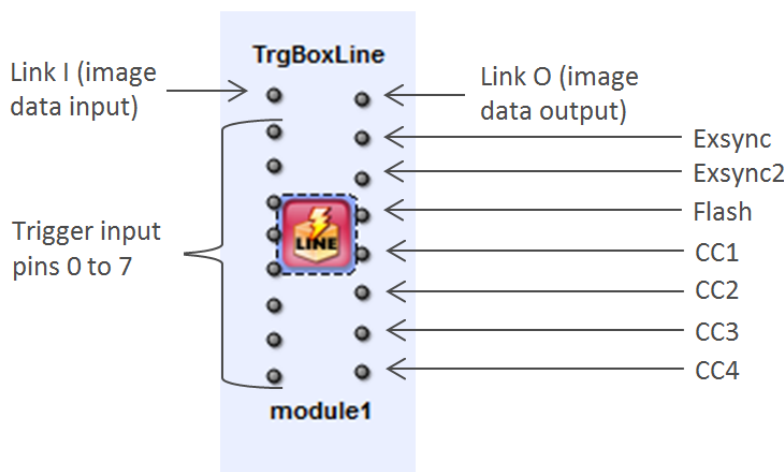 TrgBoxLine
Link I (image
data input)
Link O (image
data output)
Exsync
Exsync2
Flash
Trigger input
pins 0 to 7
LINE
CC1
CC2
CC3
CC4
module1